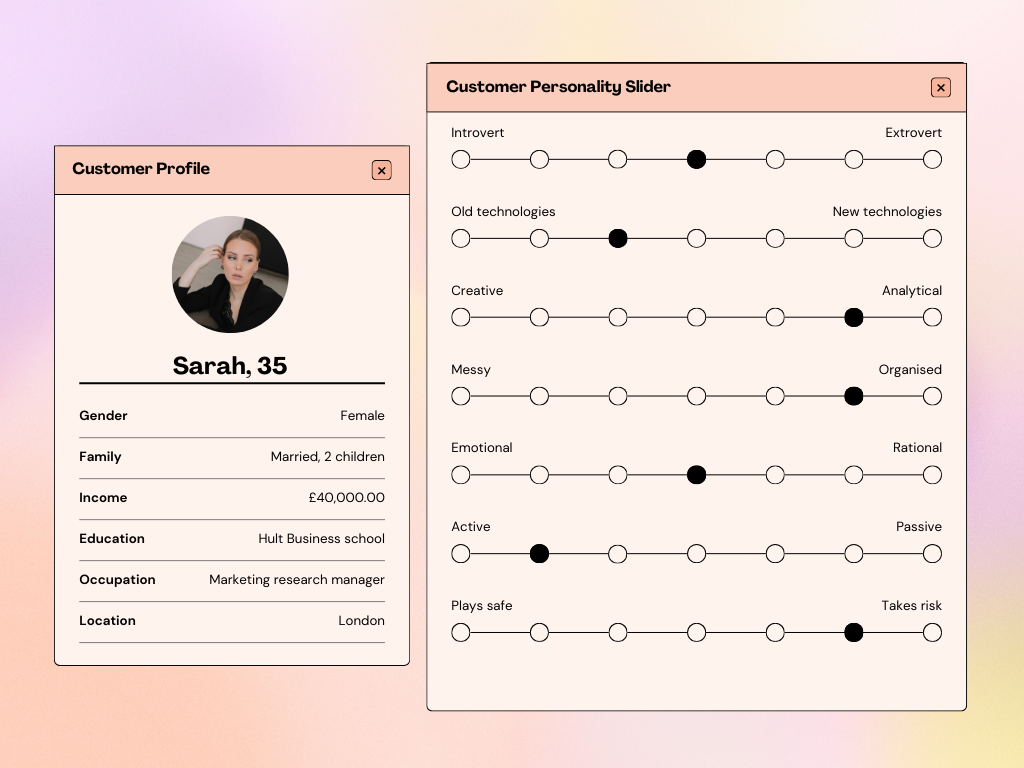 Customer Profile
Sarah, 35
Gender Female
Family Married, 2 children
Income £40,000.00
Education Hult Business school
Occupation Marketing research manager
Location London
Customer Personality Slider
Introvert Extrovert
Old technologies New technologies
Creative Analytical
Messy Organised
Emotional Rational
Active Passive
Plays safe Takes risk